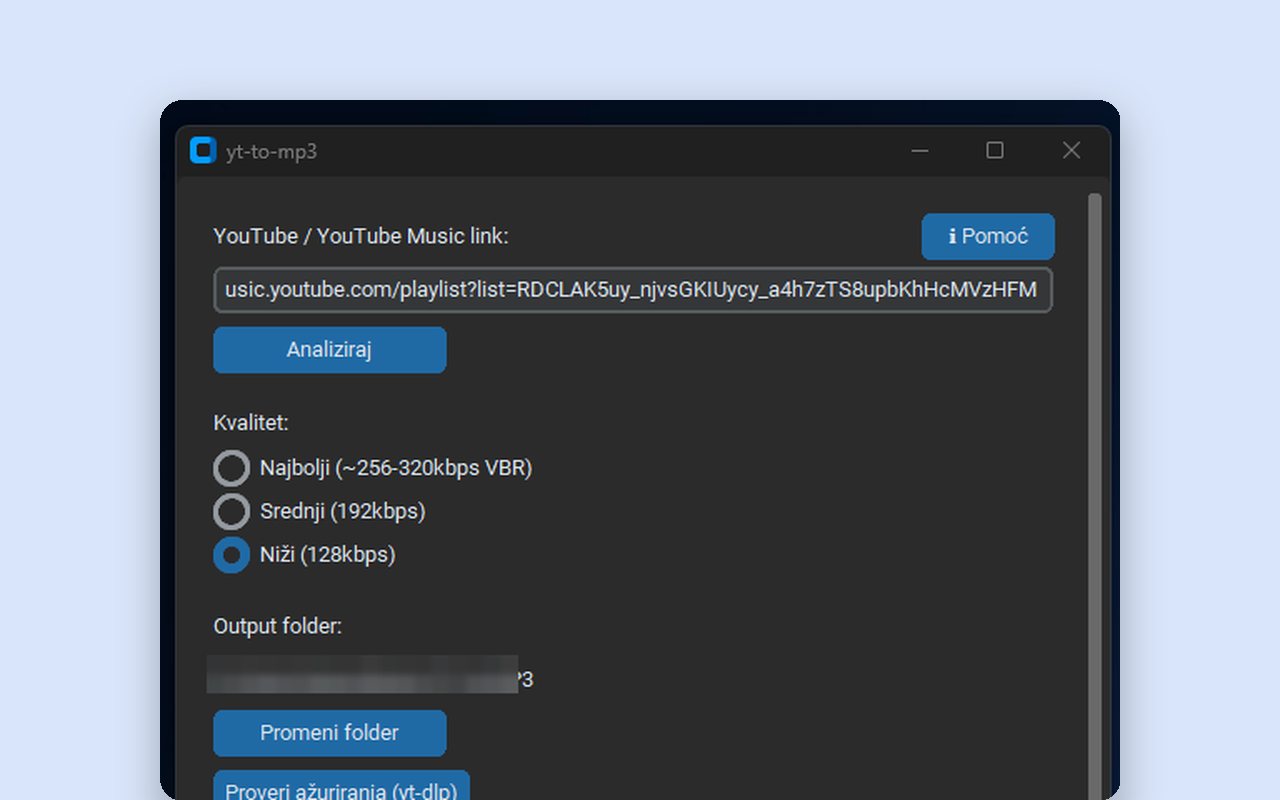 yt-to-mp3
YouTube / YouTube Music link:
ℹ Pomoć
usic.youtube.com/playlist?list=RDCLAK5uy_njvsGKIUycy_a4h7zTS8upbKhHcMVzHFM
Analiziraj
Kvalitet:
Najbolji (~256-320kbps VBR)
Srednji (192kbps)
Niži (128kbps)
Output folder:
Promeni folder
Proveri ažuriranja (yt-dlp)